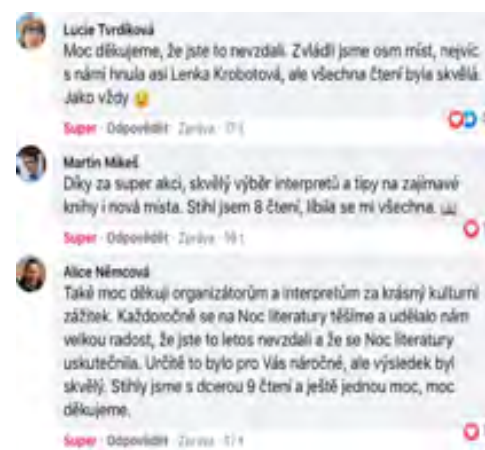 Lucie Tvrdíková
Moc děkujeme, že jste to nevzdali. Zvládli jsme osm míst, nejvíc
s námi hnula asi Lenka Krobotová, ale všechna čtení byla skvělá.
Jako vždy 😉
Super · Odpovědět · Zpráva
Martin Mikeš
Díky za super akci, skvělý výběr interpretů a tipy na zajímavé
knihy i nová místa. Stihl jsem 8 čtení, líbila se mi všechna.
Super · Odpovědět · Zpráva
Alice Němcová
Také moc děkuji organizátorům a interpretům za krásný kulturní
zážitek. Každoročně se na Noc literatury těšíme a udělalo nám
velkou radost, že jste to letos nevzdali a že se Noc literatury
uskutečnila. Určitě to bylo pro Vás náročné, ale výsledek byl
skvělý. Stihly jsme s dcerou 9 čtení a ještě jednou moc, moc
děkujeme.
Super · Odpovědět · Zpráva